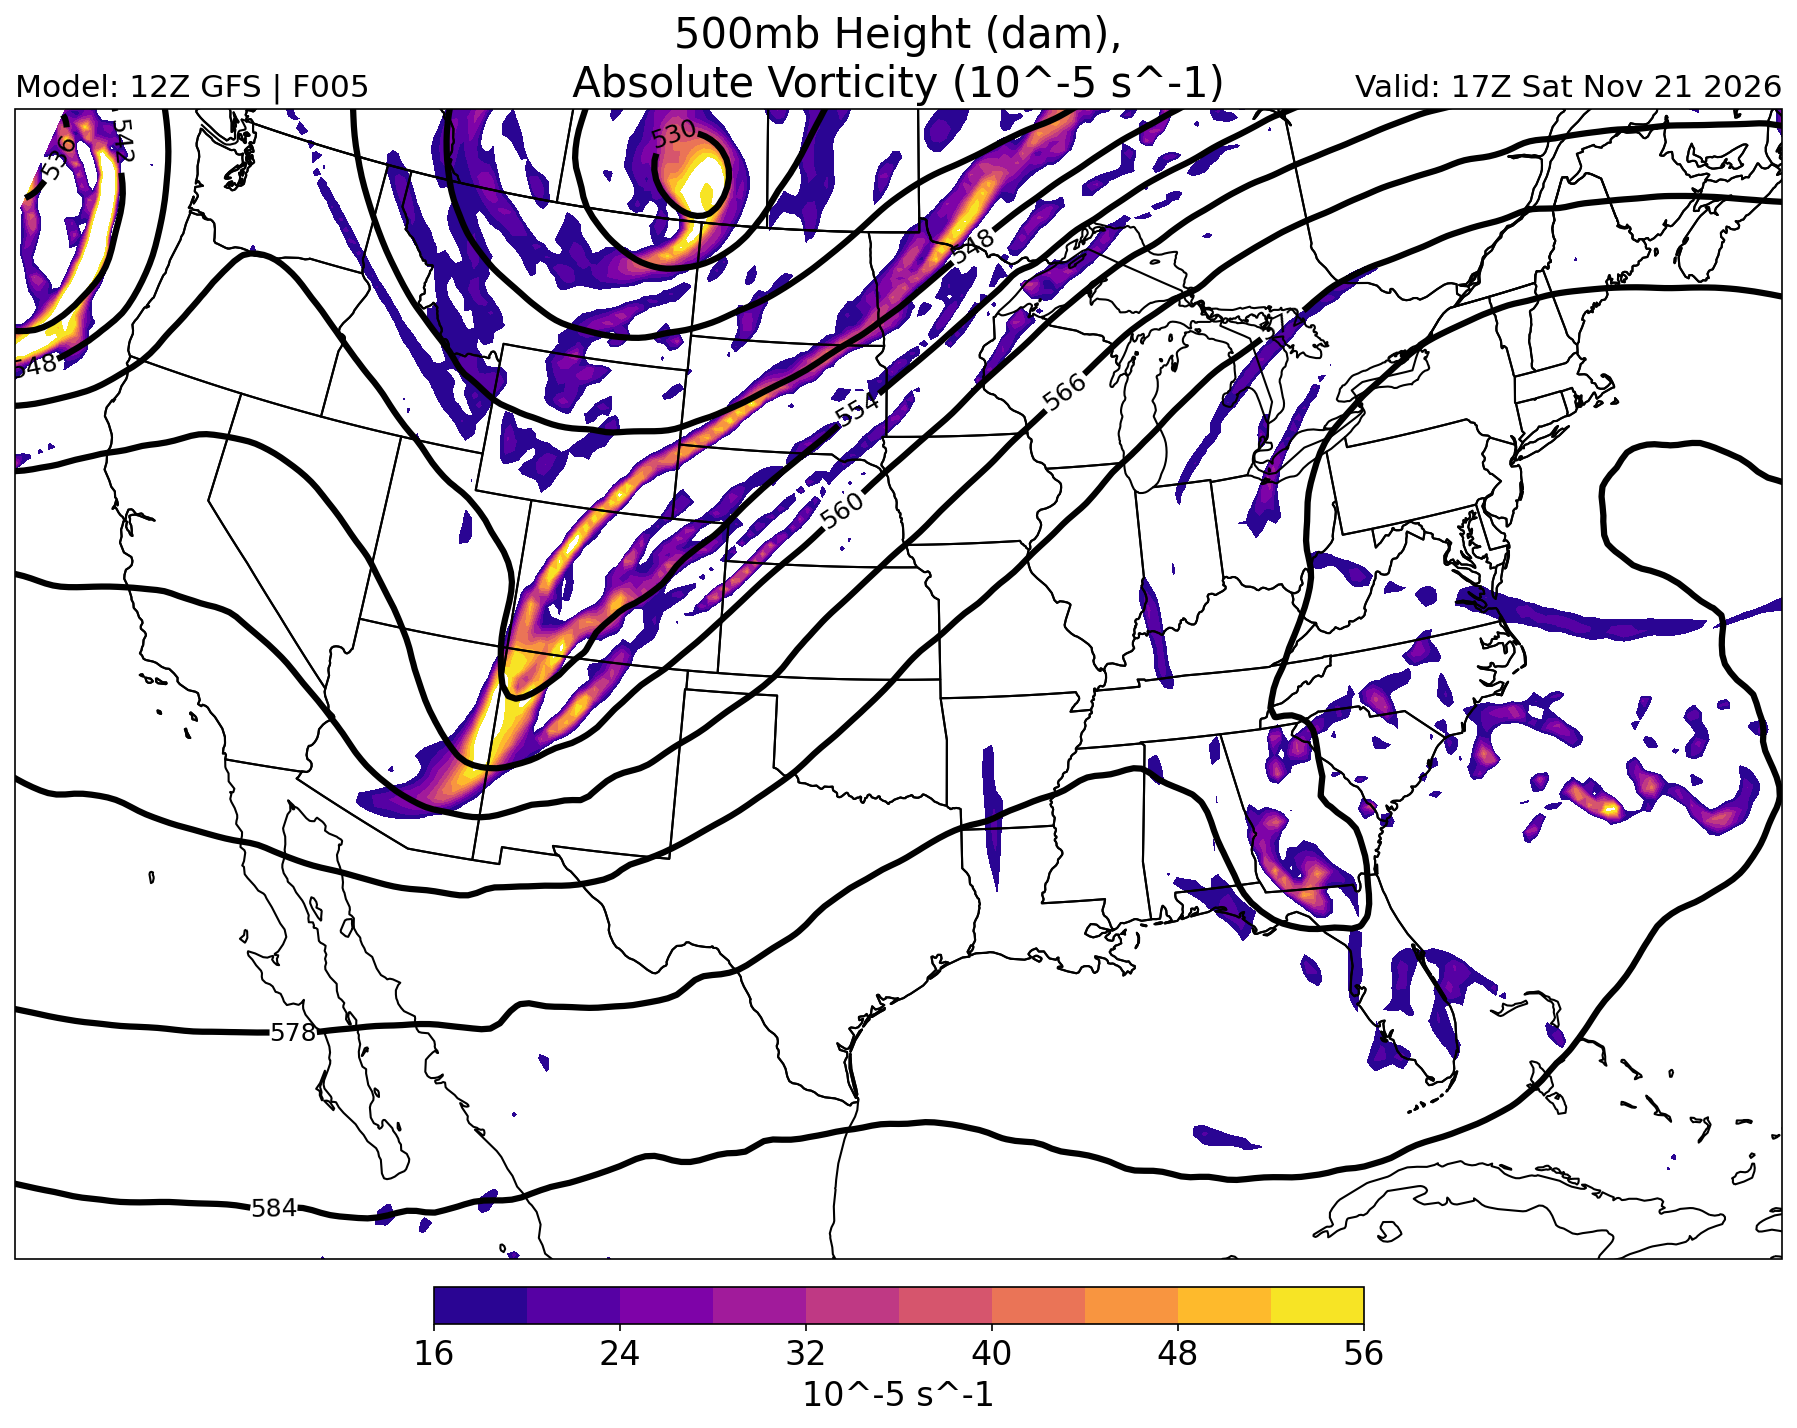 500mb Height (dam),
Model: 12Z GFS | F005
Absolute Vorticity (10^-5 s^-1)
Valid: 17Z Sat Nov 21 2026
536
542
530
548
548
554
566
560
578
584
16 24 32 40 48 56
10^-5 s^-1